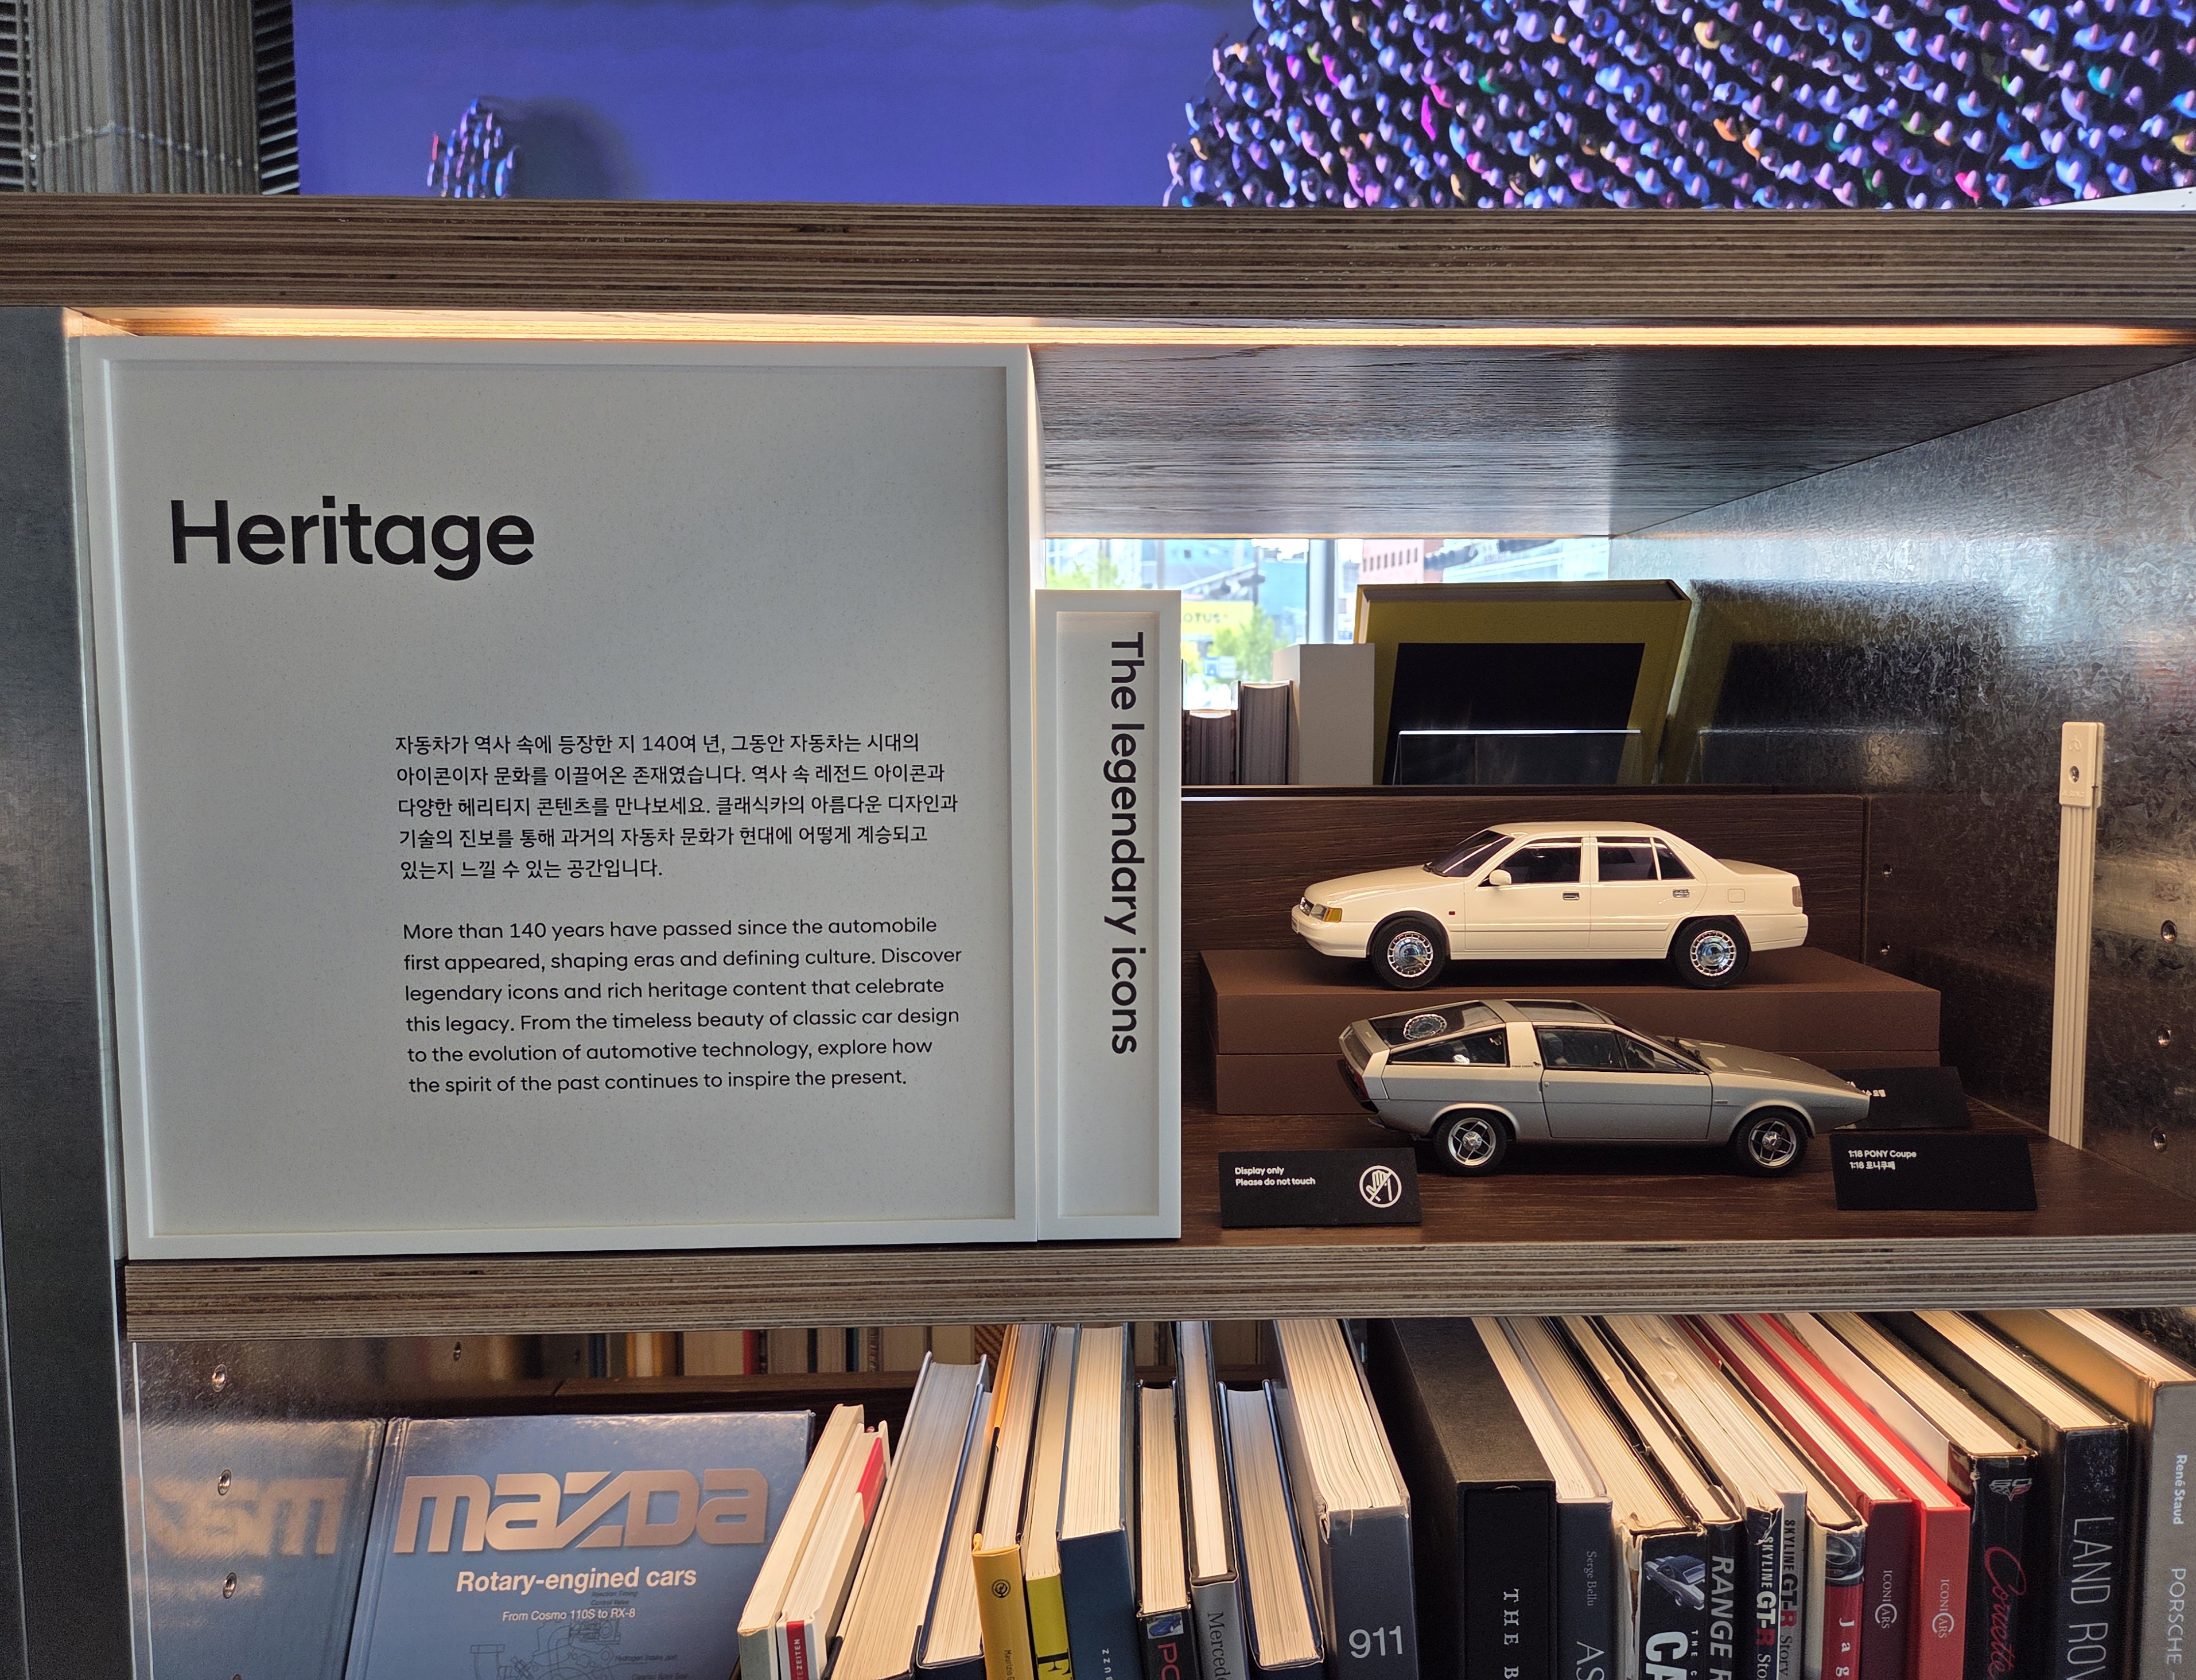 Heritage
자동차가 역사 속에 등장한 지 140여 년, 그동안 자동차는 시대의
아이콘이자 문화를 이끌어온 존재였습니다. 역사 속 레전드 아이콘과
다양한 헤리티지 콘텐츠를 만나보세요. 클래식카의 아름다운 디자인과
기술의 진보를 통해 과거의 자동차 문화가 현대에 어떻게 계승되고
있는지 느낄 수 있는 공간입니다.
More than 140 years have passed since the automobile
first appeared, shaping eras and defining culture. Discover
legendary icons and rich heritage content that celebrate
this legacy. From the timeless beauty of classic car design
to the evolution of automotive technology, explore how
the spirit of the past continues to inspire the present.
The legendary icons
Display only
Please do not touch
모델
1:18 PONY Coupe
1:18 포니쿠페
mazda
Rotary-engined cars
From Cosmo 110S to RX-8
911
THE B
Serge Bellu
RANGE R
SKYLINE GT-R Story
SKYLINE GT-R Sto
Jag
ICONICARS
ICONICARS
Corvette
LAND RO
René Staud
PORSCHE